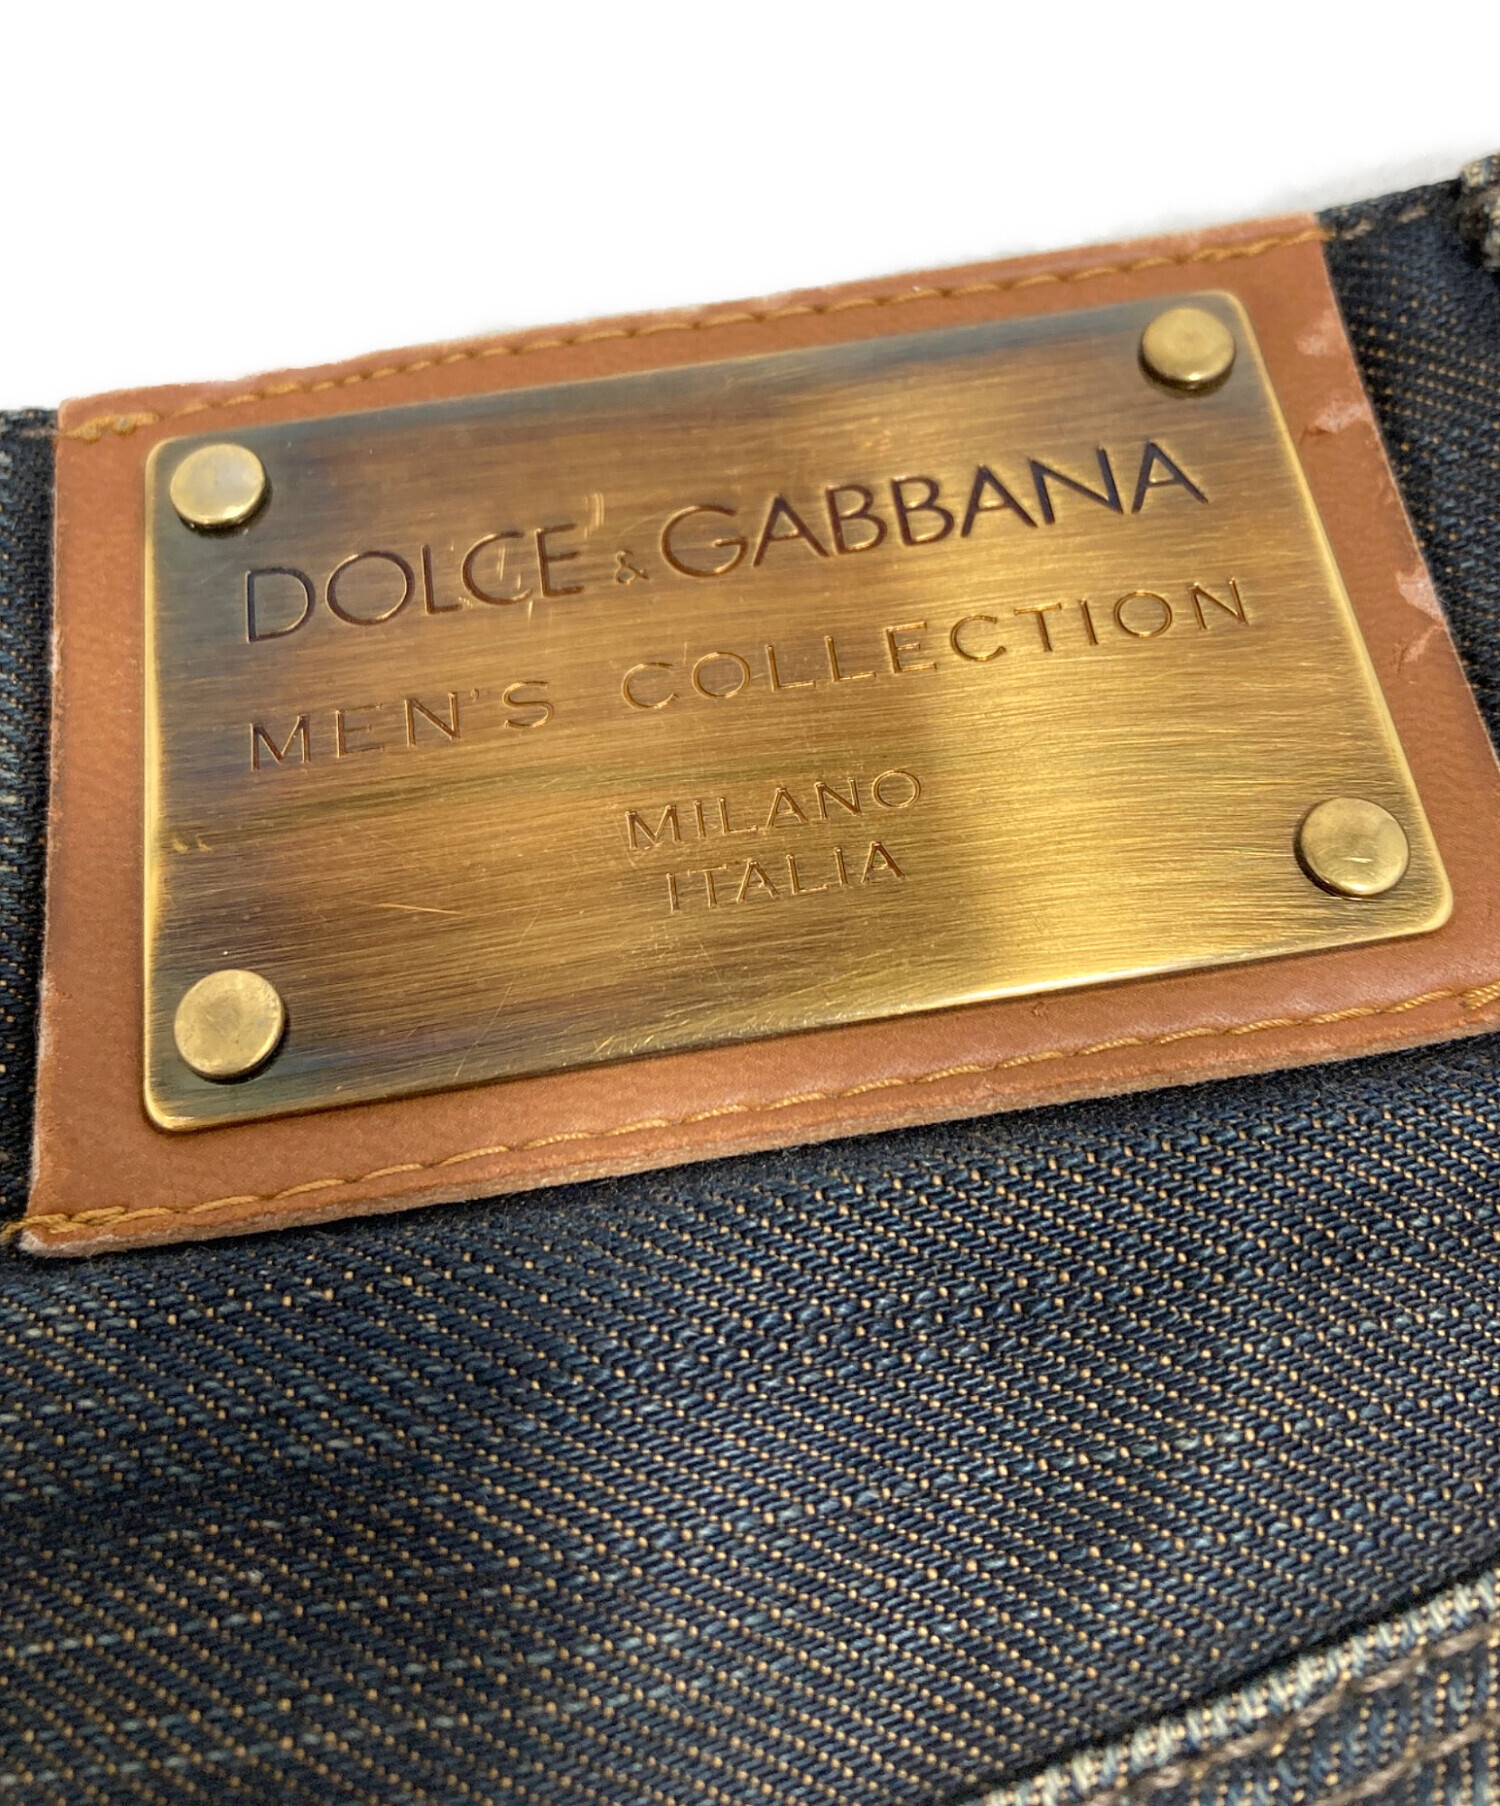 DOLCE & GABBANA
MEN'S COLLECTION
MILANO
ITALIA